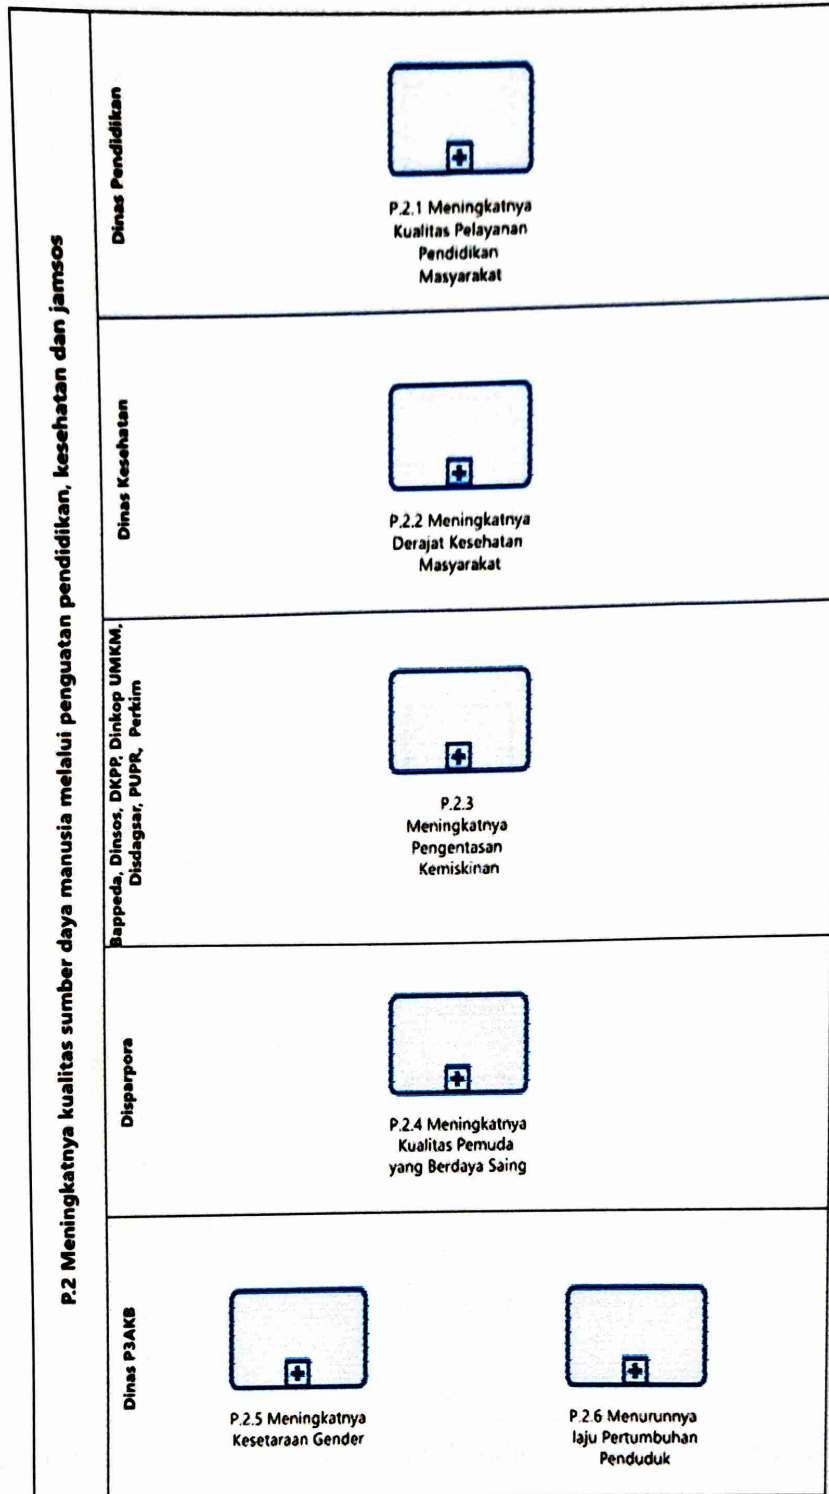 P.2 Meningkatnya kualitas sumber daya manusia melalui penguatan pendidikan, kesehatan dan jamsos
Dinas Pendidikan
P.2.1 Meningkatnya
Kualitas Pelayanan
Pendidikan
Masyarakat
Dinas Kesehatan
P.2.2 Meningkatnya
Derajat Kesehatan
Masyarakat
Bappeda, Dinsos, DKPP, Dinkop UMKM,
Disdagsar, PUPR, Perkim
P.2.3
Meningkatnya
Pengentasan
Kemiskinan
Disparpora
P.2.4 Meningkatnya
Kualitas Pemuda
yang Berdaya Saing
Dinas P3AKB
P.2.5 Meningkatnya
Kesetaraan Gender
P.2.6 Menurunnya
laju Pertumbuhan
Penduduk